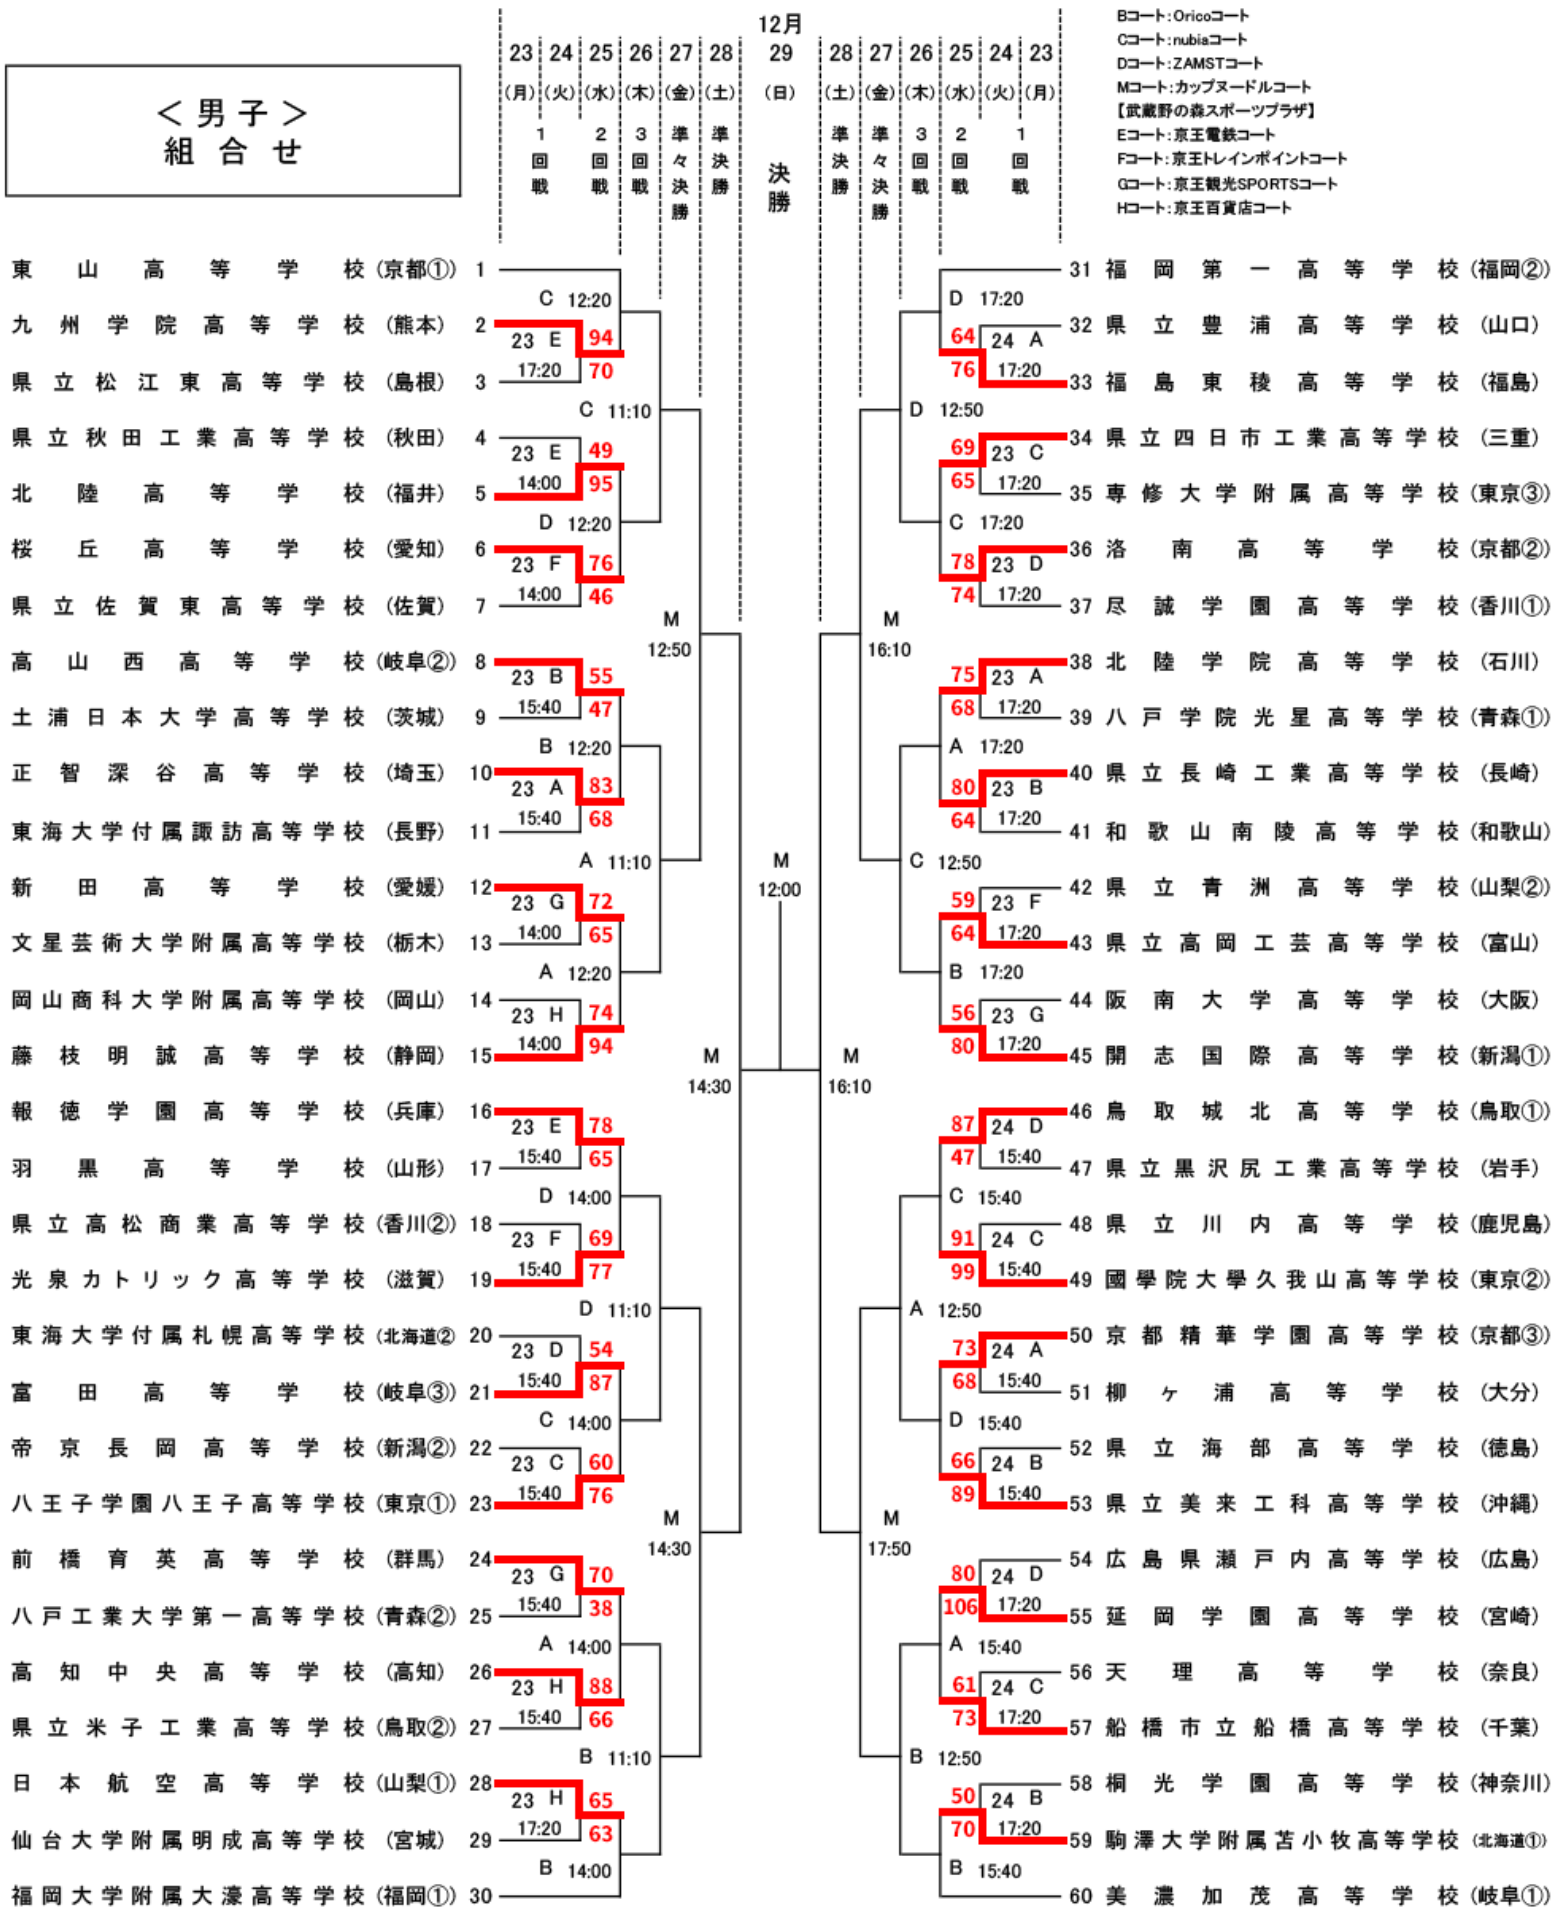 12月
23 24 25 26 27 28 29 28 27 26 25 24 23
(月) (火) (水) (木) (金) (土) (日) (土) (金) (木) (水) (火) (月)
1回戦 2回戦 3回戦 準々決勝 準決勝 決勝 準決勝 準々決勝 3回戦 2回戦 1回戦
Bコート:Oricoコート
Cコート:nubiaコート
Dコート:ZAMSTコート
Mコート:カップヌードルコート
【武蔵野の森スポーツプラザ】
Eコート:京王電鉄コート
Fコート:京王トレインポイントコート
Gコート:京王観光SPORTSコート
Hコート:京王百貨店コート
<男子>
組合せ
東山高等学校(京都①) 1
C 12:20
九州学院高等学校(熊本) 2
23 E 94
17:20 70
県立松江東高等学校(島根) 3
C 11:10
県立秋田工業高等学校(秋田) 4
23 E 49
14:00 95
北陸高等学校(福井) 5
D 12:20
桜丘高等学校(愛知) 6
23 F 76
14:00 46
県立佐賀東高等学校(佐賀) 7
M
12:50
高山西高等学校(岐阜②) 8
23 B 55
15:40 47
土浦日本大学高等学校(茨城) 9
B 12:20
正智深谷高等学校(埼玉) 10
23 A 83
15:40 68
東海大学付属諏訪高等学校(長野) 11
A 11:10
新田高等学校(愛媛) 12
23 G 72
14:00 65
文星芸術大学附属高等学校(栃木) 13
A 12:20
岡山商科大学附属高等学校(岡山) 14
23 H 74
14:00 94
藤枝明誠高等学校(静岡) 15
M
14:30
報徳学園高等学校(兵庫) 16
23 E 78
15:40 65
羽黒高等学校(山形) 17
D 14:00
県立高松商業高等学校(香川②) 18
23 F 69
15:40 77
光泉カトリック高等学校(滋賀) 19
D 11:10
東海大学付属札幌高等学校(北海道② 20
23 D 54
15:40 87
富田高等学校(岐阜③) 21
C 14:00
帝京長岡高等学校(新潟②) 22
23 C 60
15:40 76
八王子学園八王子高等学校(東京①) 23
M
14:30
前橋育英高等学校(群馬) 24
23 G 70
15:40 38
八戸工業大学第一高等学校(青森②) 25
A 14:00
高知中央高等学校(高知) 26
23 H 88
15:40 66
県立米子工業高等学校(鳥取②) 27
B 11:10
日本航空高等学校(山梨①) 28
23 H 65
17:20 63
仙台大学附属明成高等学校(宮城) 29
B 14:00
福岡大学附属大濠高等学校(福岡①) 30
M
12:00
31 福岡第一高等学校(福岡②)
D 17:20
32 県立豊浦高等学校(山口)
64 24 A
76 17:20
33 福島東稜高等学校(福島)
D 12:50
34 県立四日市工業高等学校(三重)
69 23 C
65 17:20
35 専修大学附属高等学校(東京③)
C 17:20
36 洛南高等学校(京都②)
78 23 D
74 17:20
37 尽誠学園高等学校(香川①)
M
16:10
38 北陸学院高等学校(石川)
75 23 A
68 17:20
39 八戸学院光星高等学校(青森①)
A 17:20
40 県立長崎工業高等学校(長崎)
80 23 B
64 17:20
41 和歌山南陵高等学校(和歌山)
C 12:50
42 県立青洲高等学校(山梨②)
59 23 F
64 17:20
43 県立高岡工芸高等学校(富山)
B 17:20
44 阪南大学高等学校(大阪)
56 23 G
80 17:20
45 開志国際高等学校(新潟①)
M
16:10
46 鳥取城北高等学校(鳥取①)
87 24 D
47 15:40
47 県立黒沢尻工業高等学校(岩手)
C 15:40
48 県立川内高等学校(鹿児島)
91 24 C
99 15:40
49 國學院大學久我山高等学校(東京②)
A 12:50
50 京都精華学園高等学校(京都③)
73 24 A
68 15:40
51 柳ヶ浦高等学校(大分)
D 15:40
52 県立海部高等学校(徳島)
66 24 B
89 15:40
53 県立美来工科高等学校(沖縄)
M
17:50
54 広島県瀬戸内高等学校(広島)
80 24 D
106 17:20
55 延岡学園高等学校(宮崎)
A 15:40
56 天理高等学校(奈良)
61 24 C
73 17:20
57 船橋市立船橋高等学校(千葉)
B 12:50
58 桐光学園高等学校(神奈川)
50 24 B
70 17:20
59 駒澤大学附属苫小牧高等学校(北海道①)
B 15:40
60 美濃加茂高等学校(岐阜①)